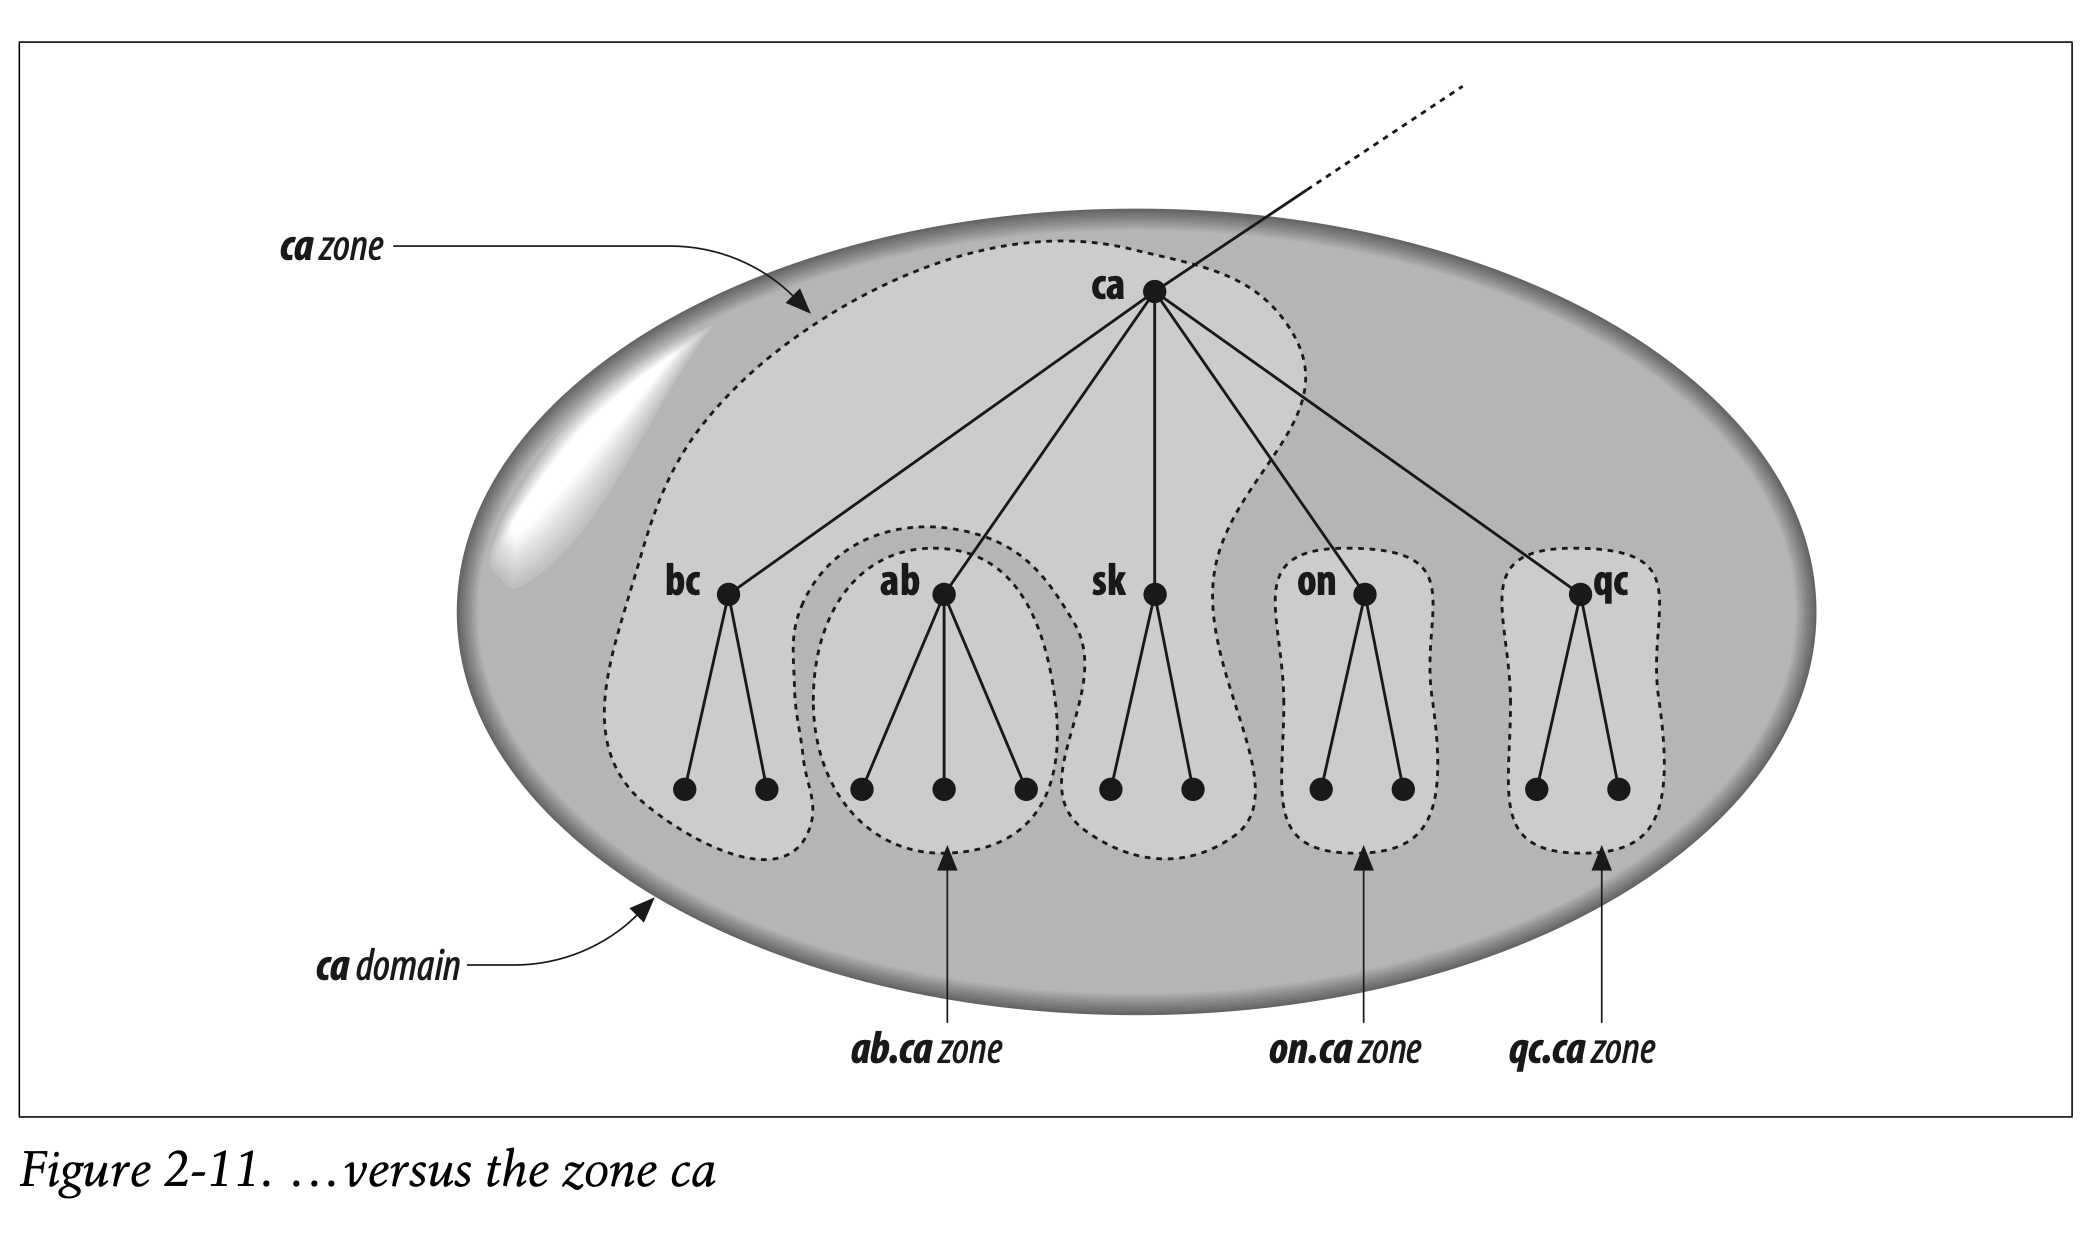 ca zone
ca
bc
ab
sk
on
qc
ca domain
ab.ca zone
on.ca zone
qc.ca zone
Figure 2-11. …versus the zone ca